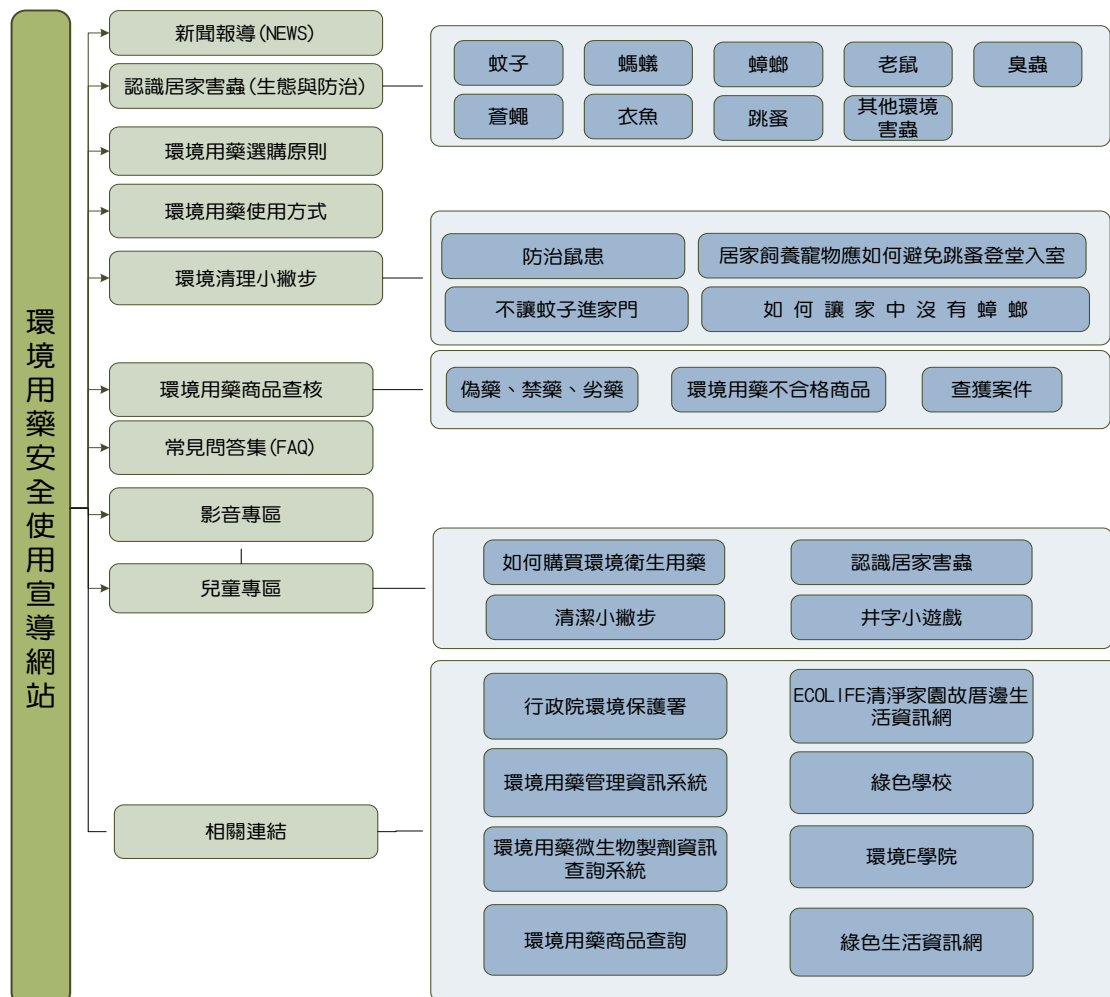 環境用藥安全使用宣導網站
新聞報導(NEWS)
認識居家害蟲(生態與防治)
蚊子
螞蟻
蟑螂
老鼠
臭蟲
蒼蠅
衣魚
跳蚤
其他環境
害蟲
環境用藥選購原則
環境用藥使用方式
環境清理小撇步
防治鼠患
居家飼養寵物應如何避免跳蚤登堂入室
不讓蚊子進家門
如何讓家中沒有蟑螂
環境用藥商品查核
偽藥、禁藥、劣藥
環境用藥不合格商品
查獲案件
常見問答集(FAQ)
影音專區
兒童專區
如何購買環境衛生用藥
認識居家害蟲
清潔小撇步
井字小遊戲
相關連結
行政院環境保護署
ECOLIFE清淨家園故厝邊生
活資訊網
環境用藥管理資訊系統
綠色學校
環境用藥微生物製劑資訊
查詢系統
環境E學院
環境用藥商品查詢
綠色生活資訊網